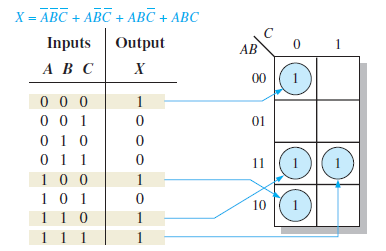 X = A̅B̅C̅ + AB̅C̅ + ABC̅ + ABC
Inputs Output
A B C X
0 0 0 1
0 0 1 0
0 1 0 0
0 1 1 0
1 0 0 1
1 0 1 0
1 1 0 1
1 1 1 1
C
AB 0 1
00 1
01
11 1 1
10 1